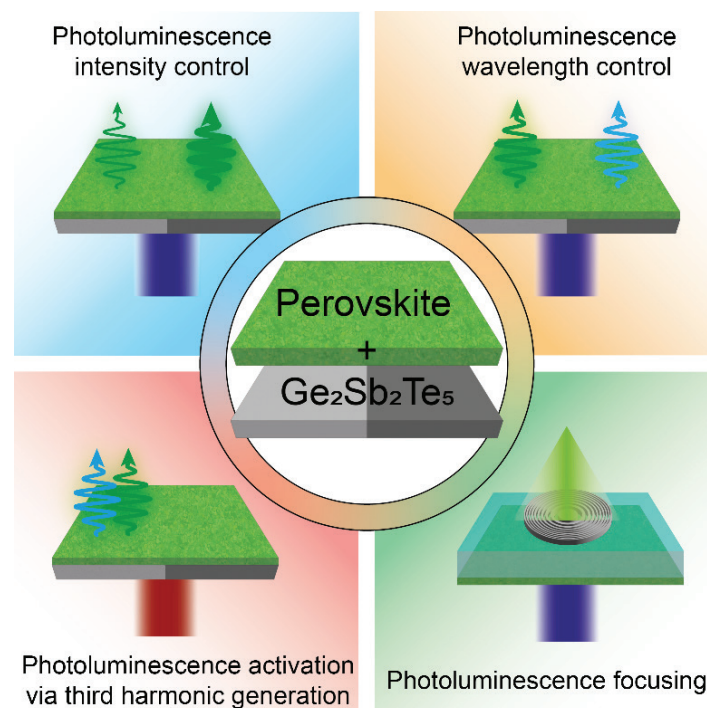 Photoluminescence
intensity control
Photoluminescence
wavelength control
Perovskite
+
Ge₂Sb₂Te₅
Photoluminescence activation
via third harmonic generation
Photoluminescence focusing